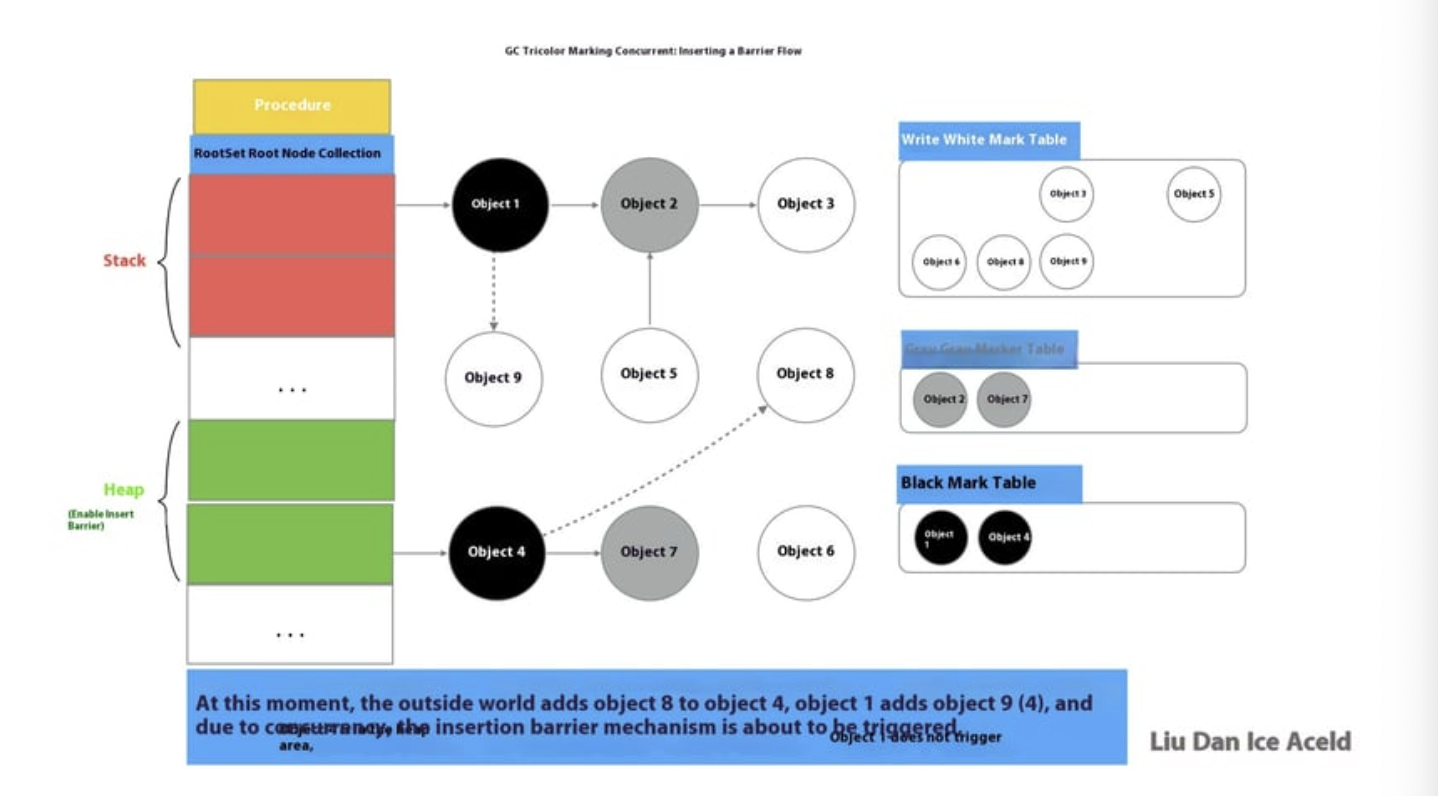 GC Tricolor Marking Concurrent: Inserting a Barrier Flow
Procedure
RootSet Root Node Collection
Stack
. . .
Heap
(Enable Insert
Barrier)
. . .
Object 1
Object 2
Object 3
Object 9
Object 5
Object 8
Object 4
Object 7
Object 6
Write White Mark Table
Object 3
Object 5
Object 6
Object 8
Object 9
Table
Object 2
Object 7
Black Mark Table
Object
1
Object 4
At this moment, the outside world adds object 8 to object 4, object 1 adds object 9 (4), and
due to concurrency, the insertion barrier mechanism is about to be triggered.
area,
Object 1 does not trigger
Liu Dan Ice Aceld